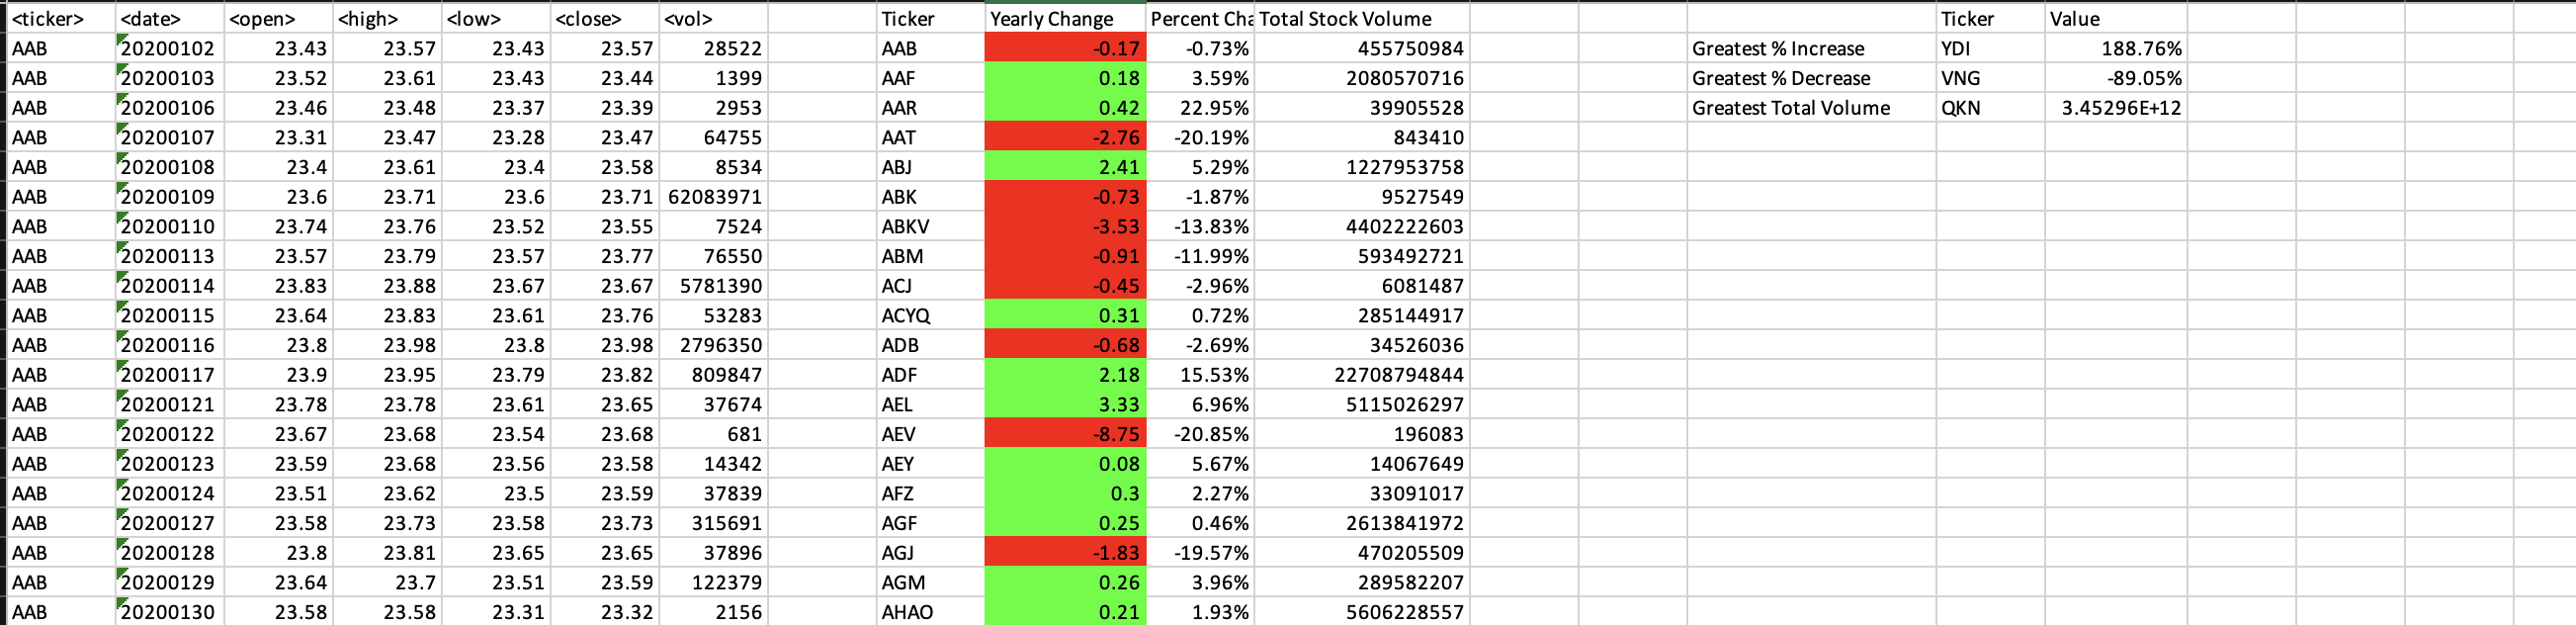 <ticker> <date> <open> <high> <low> <close> <vol> Ticker Yearly Change Percent Cha Total Stock Volume Ticker Value
AAB 20200102 23.43 23.57 23.43 23.57 28522 AAB -0.17 -0.73% 455750984 Greatest % Increase YDI 188.76%
AAB 20200103 23.52 23.61 23.43 23.44 1399 AAF 0.18 3.59% 2080570716 Greatest % Decrease VNG -89.05%
AAB 20200106 23.46 23.48 23.37 23.39 2953 AAR 0.42 22.95% 39905528 Greatest Total Volume QKN 3.45296E+12
AAB 20200107 23.31 23.47 23.28 23.47 64755 AAT -2.76 -20.19% 843410
AAB 20200108 23.4 23.61 23.4 23.58 8534 ABJ 2.41 5.29% 1227953758
AAB 20200109 23.6 23.71 23.6 23.71 62083971 ABK -0.73 -1.87% 9527549
AAB 20200110 23.74 23.76 23.52 23.55 7524 ABKV -3.53 -13.83% 4402222603
AAB 20200113 23.57 23.79 23.57 23.77 76550 ABM -0.91 -11.99% 593492721
AAB 20200114 23.83 23.88 23.67 23.67 5781390 ACJ -0.45 -2.96% 6081487
AAB 20200115 23.64 23.83 23.61 23.76 53283 ACYQ 0.31 0.72% 285144917
AAB 20200116 23.8 23.98 23.8 23.98 2796350 ADB -0.68 -2.69% 34526036
AAB 20200117 23.9 23.95 23.79 23.82 809847 ADF 2.18 15.53% 22708794844
AAB 20200121 23.78 23.78 23.61 23.65 37674 AEL 3.33 6.96% 5115026297
AAB 20200122 23.67 23.68 23.54 23.68 681 AEV -8.75 -20.85% 196083
AAB 20200123 23.59 23.68 23.56 23.58 14342 AEY 0.08 5.67% 14067649
AAB 20200124 23.51 23.62 23.5 23.59 37839 AFZ 0.3 2.27% 33091017
AAB 20200127 23.58 23.73 23.58 23.73 315691 AGF 0.25 0.46% 2613841972
AAB 20200128 23.8 23.81 23.65 23.65 37896 AGJ -1.83 -19.57% 470205509
AAB 20200129 23.64 23.7 23.51 23.59 122379 AGM 0.26 3.96% 289582207
AAB 20200130 23.58 23.58 23.31 23.32 2156 AHAO 0.21 1.93% 5606228557